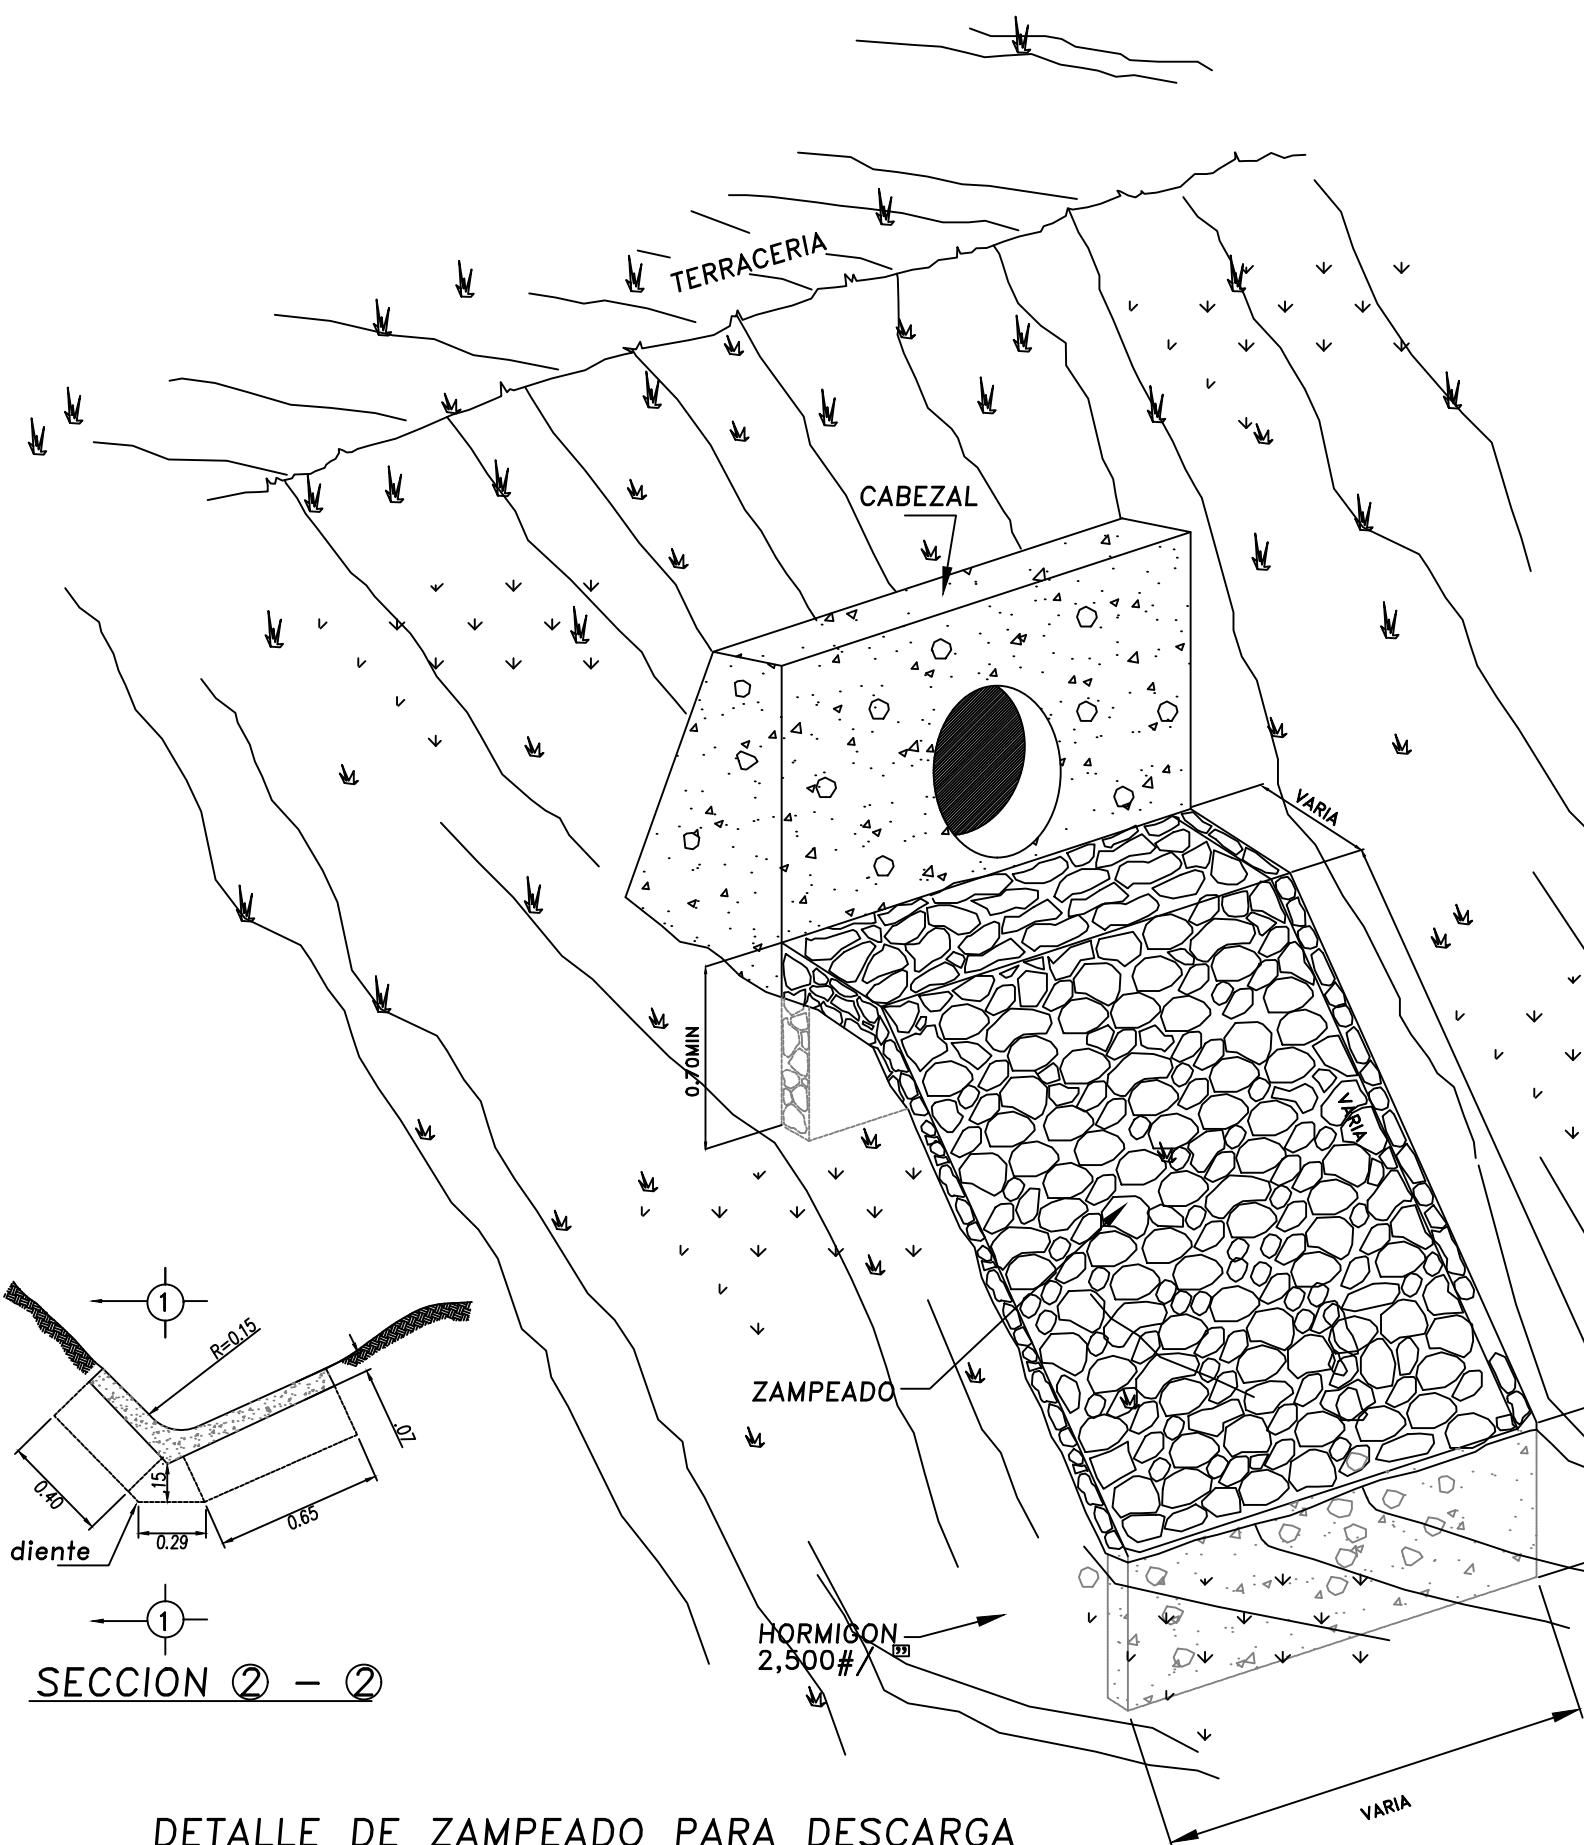 TERRACERIA
CABEZAL
VARIA
0.70MIN
VARIA
1
R=0.15
ZAMPEADO
.07
0.40
.15
0.65
0.29
diente
1
HORMIGON
2,500#/"
SECCION 2 - 2
VARIA
DETALLE DE ZAMPEADO PARA DESCARGA